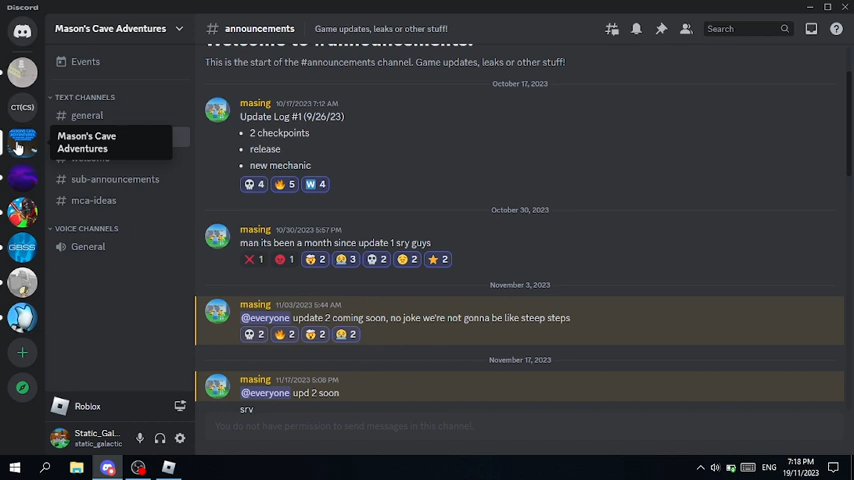 Discord
Mason's Cave Adventures
# announcements
Game updates, leaks or other stuff!
Search
CT(CS)
GBSS
Events
TEXT CHANNELS
# general
Mason's Cave
Adventures
welcome
# sub-announcements
# mca-ideas
VOICE CHANNELS
General
Welcome to #announcements!
This is the start of the #announcements channel. Game updates, leaks or other stuff!
October 17, 2023
masing 10/17/2023 7:12 AM
Update Log #1 (9/26/23)
• 2 checkpoints
• release
• new mechanic
4 5 W 4
October 30, 2023
masing 10/30/2023 5:57 PM
man its been a month since update 1 sry guys
1 1 2 3 2 2 2
November 3, 2023
masing 11/03/2023 5:44 AM
@everyone update 2 coming soon, no joke we're not gonna be like steep steps
2 2 2 2
November 17, 2023
masing 11/17/2023 5:08 PM
@everyone upd 2 soon
srv
You do not have permission to send messages in this channel.
Roblox
Static_Gal...
static_galactic
ENG
7:18 PM
19/11/2023